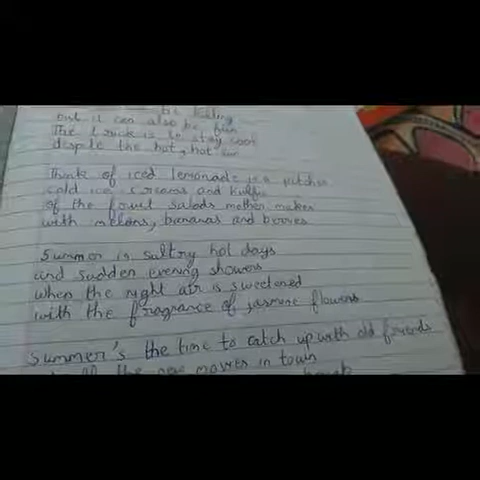 be
but it can also be fun
The trick is to stay cool
despite the hot, hot sun
Think of iced lemonade in a pitcher
cold ice creams and Kulfis
of the fruit salads mother makes
with melons, bananas and berries
Summer is sultry hot days
and sudden evening showers
when the night air is sweetened
with the fragrance of jasmine flowers
Summer's the time to catch up with old friends
all the new movies in town